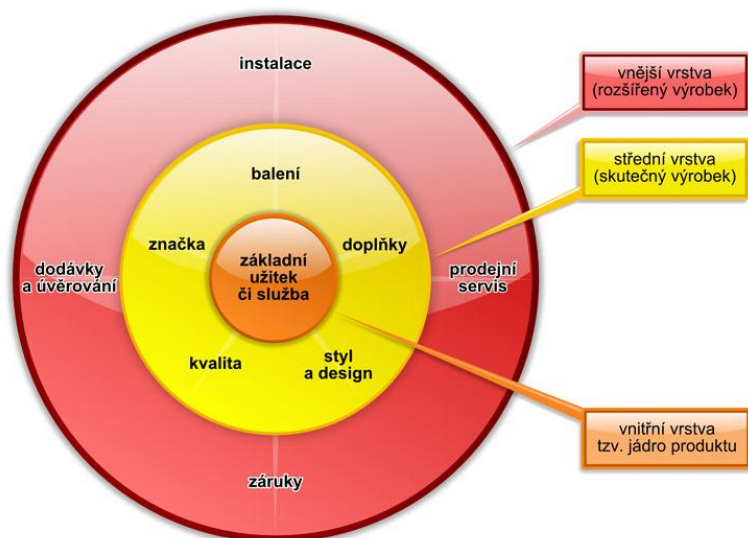 instalace
balení
značka
doplňky
základní
užitek
či služba
dodávky
a úvěrování
prodejní
servis
kvalita
styl
a design
záruky
vnější vrstva
(rozšířený výrobek)
střední vrstva
(skutečný výrobek)
vnitřní vrstva
tzv. jádro produktu